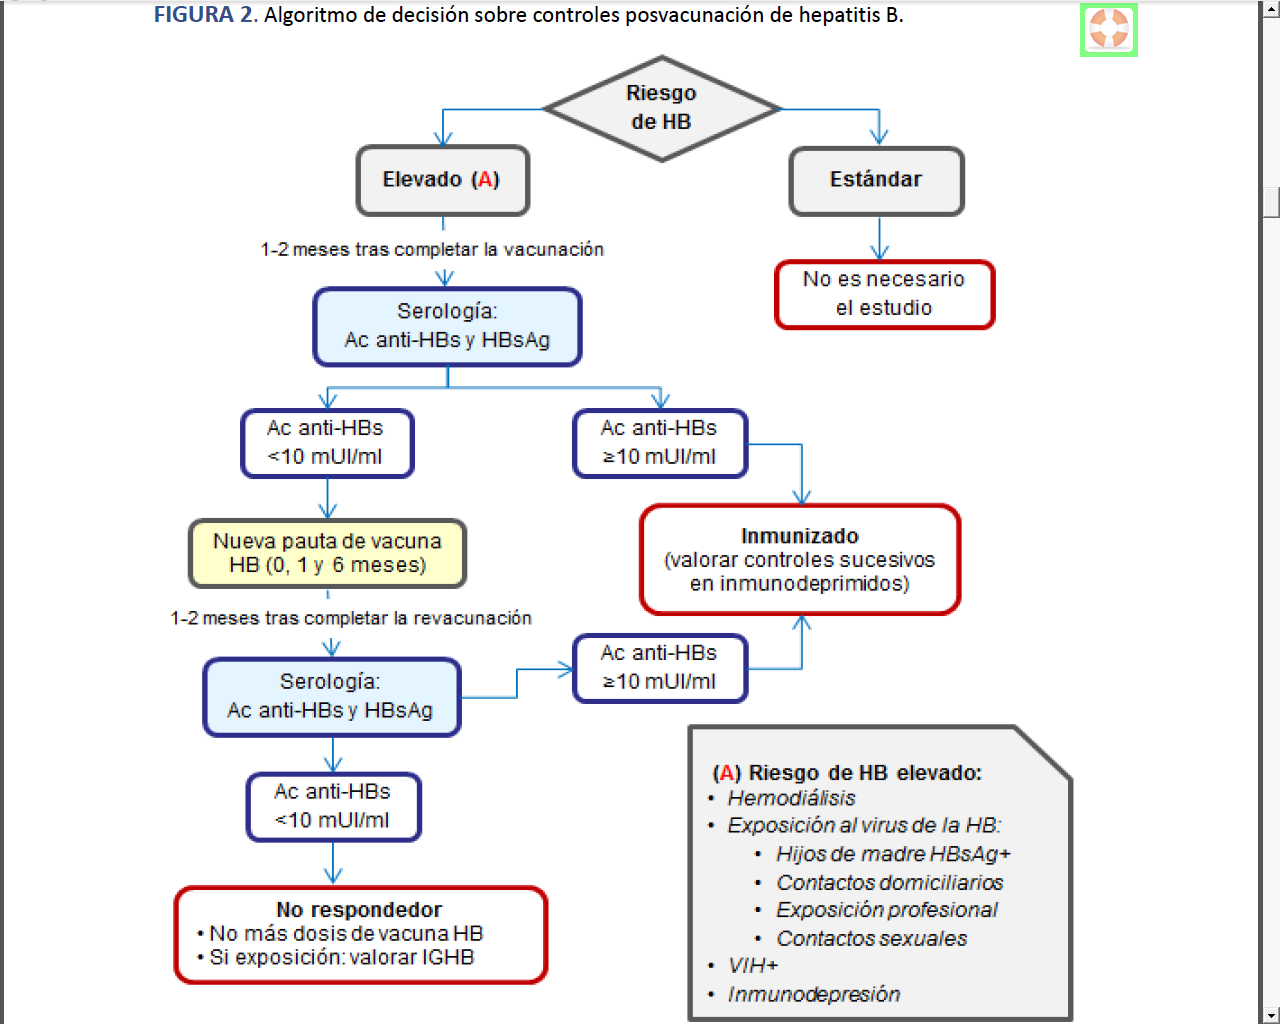 FIGURA 2. Algoritmo de decisión sobre controles posvacunación de hepatitis B.
Riesgo
de HB
Elevado (A)
Estándar
1-2 meses tras completar la vacunación
No es necesario
el estudio
Serología:
Ac anti-HBs y HBsAg
Ac anti-HBs
<10 mUI/ml
Ac anti-HBs
≥10 mUI/ml
Nueva pauta de vacuna
HB (0, 1 y 6 meses)
Inmunizado
(valorar controles sucesivos
en inmunodeprimidos)
1-2 meses tras completar la revacunación
Serología:
Ac anti-HBs y HBsAg
Ac anti-HBs
≥10 mUI/ml
Ac anti-HBs
<10 mUI/ml
No respondedor
• No más dosis de vacuna HB
• Si exposición: valorar IGHB
(A) Riesgo de HB elevado:
• Hemodiálisis
• Exposición al virus de la HB:
• Hijos de madre HBsAg+
• Contactos domiciliarios
• Exposición profesional
• Contactos sexuales
• VIH+
• Inmunodepresión